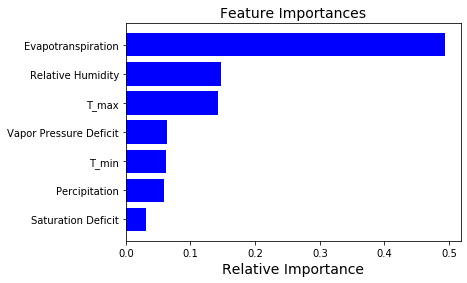 Feature Importances
Evapotranspiration
Relative Humidity
T_max
Vapor Pressure Deficit
T_min
Percipitation
Saturation Deficit
0.0 0.1 0.2 0.3 0.4 0.5
Relative Importance